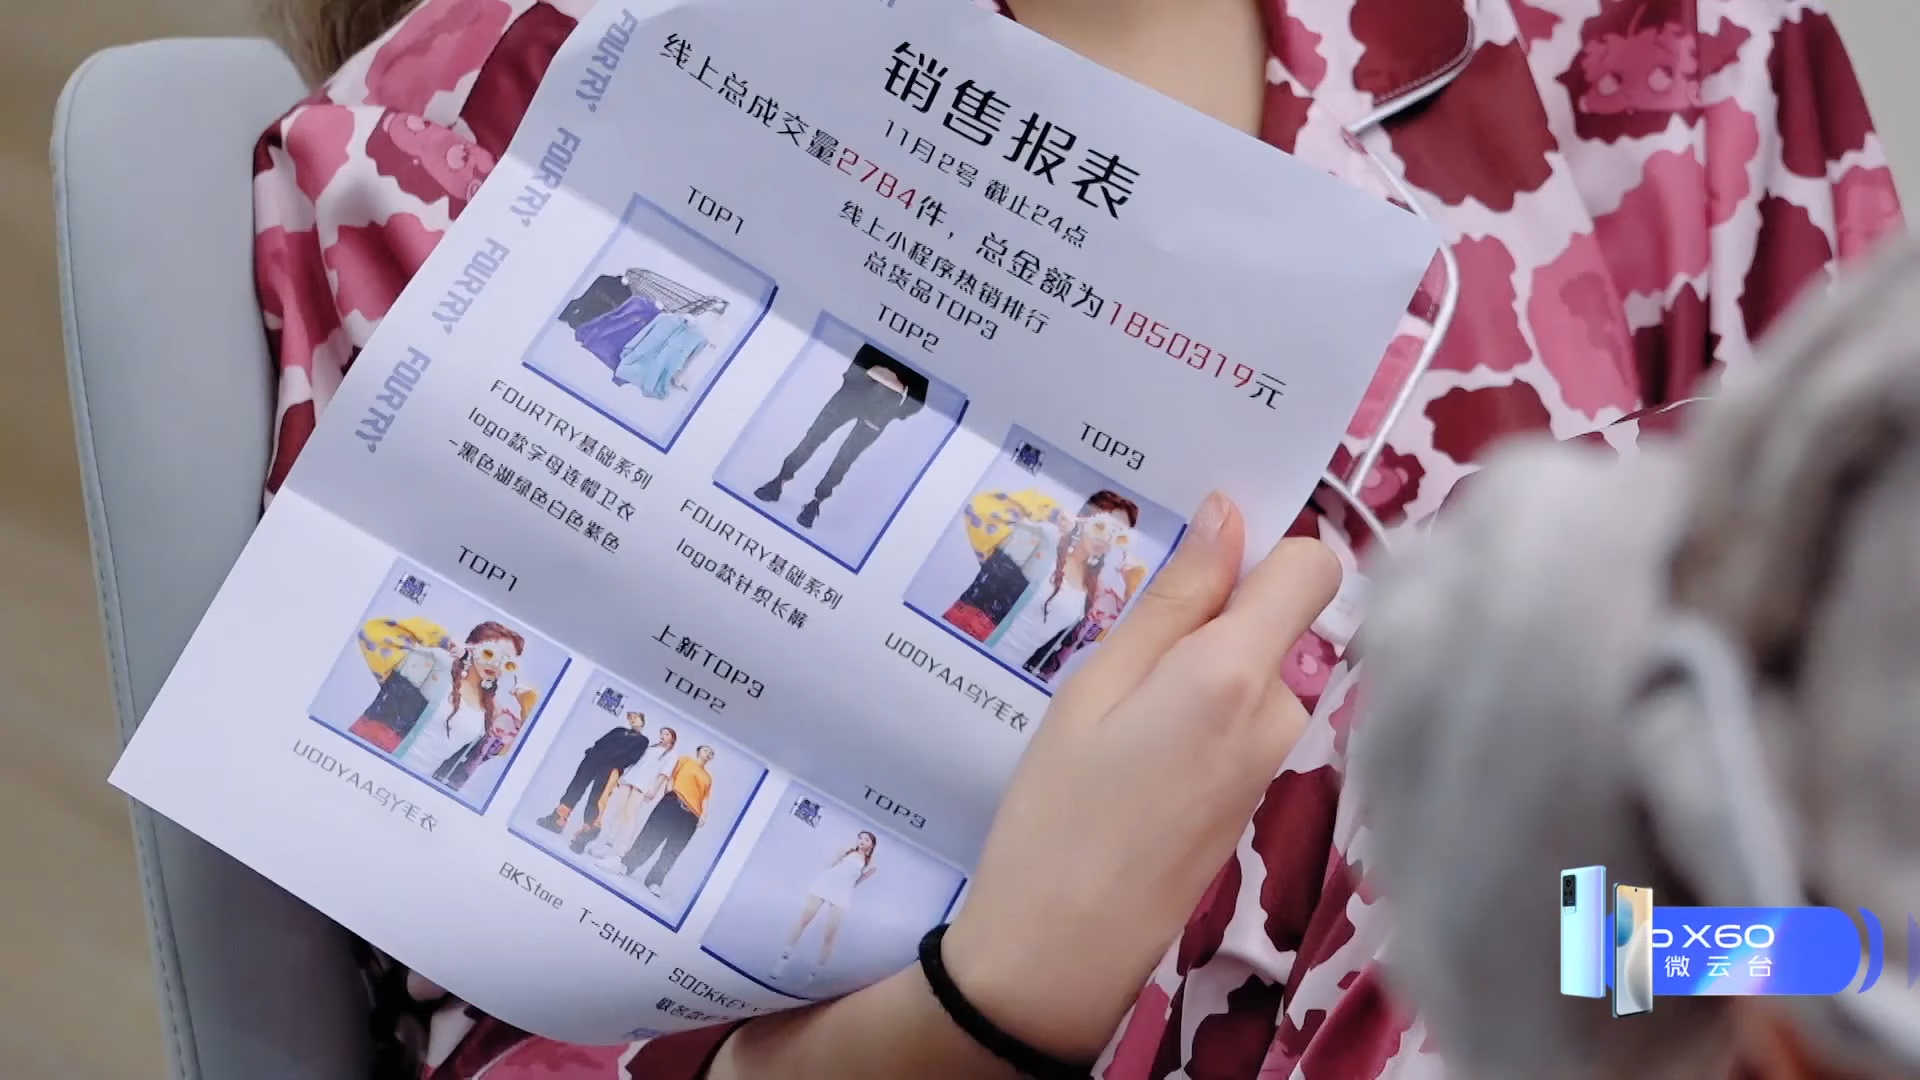 销售报表
11月2号 截止24点
线上总成交量2784件，总金额为1850319元
线上小程序热销排行
总货品TOP3
TOP1
TOP2
TOP3
FOURTRY基础系列
logo款字母连帽卫衣
-黑色湖绿色白色紫色
FOURTRY基础系列
logo款针织长裤
UOOYAA乌丫毛衣
上新TOP3
TOP1
TOP2
TOP3
UOOYAA乌丫毛衣
BKStore T-SHIRT
SOCKKEY
FOURTRY
FOURTRY
FOURTRY
FOURTRY
X60
微云台